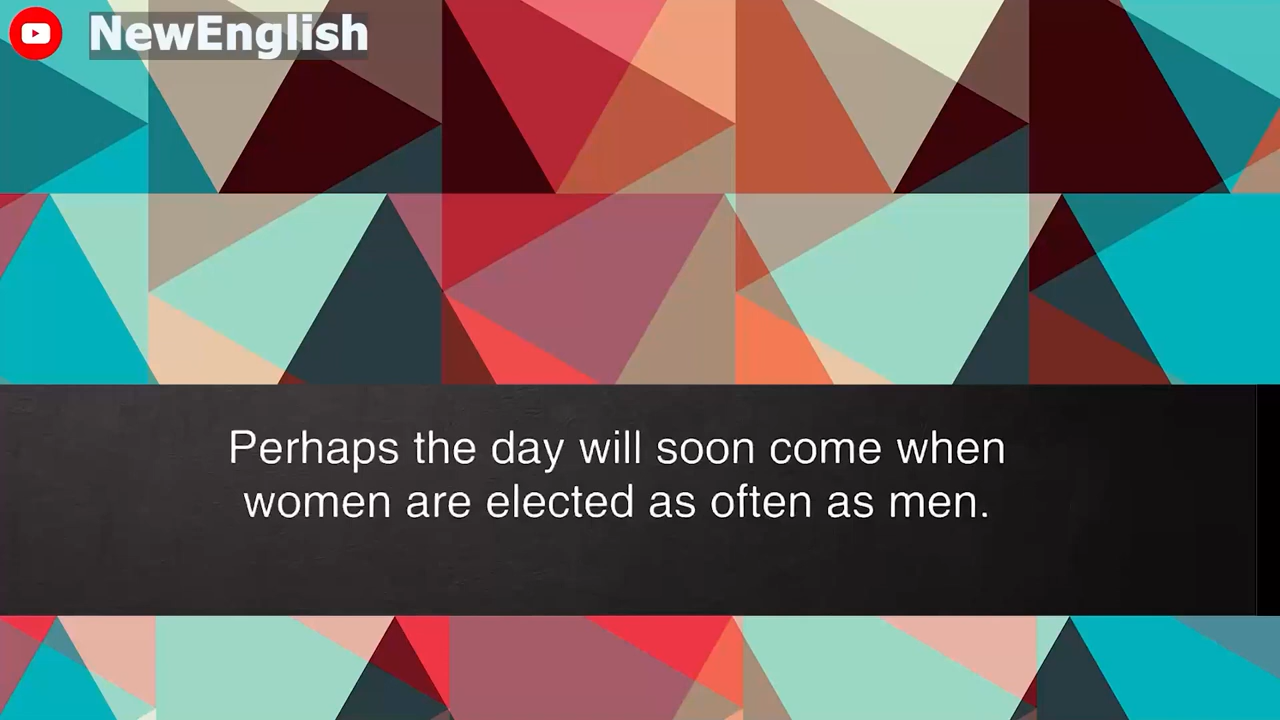 NewEnglish
Perhaps the day will soon come when
women are elected as often as men.